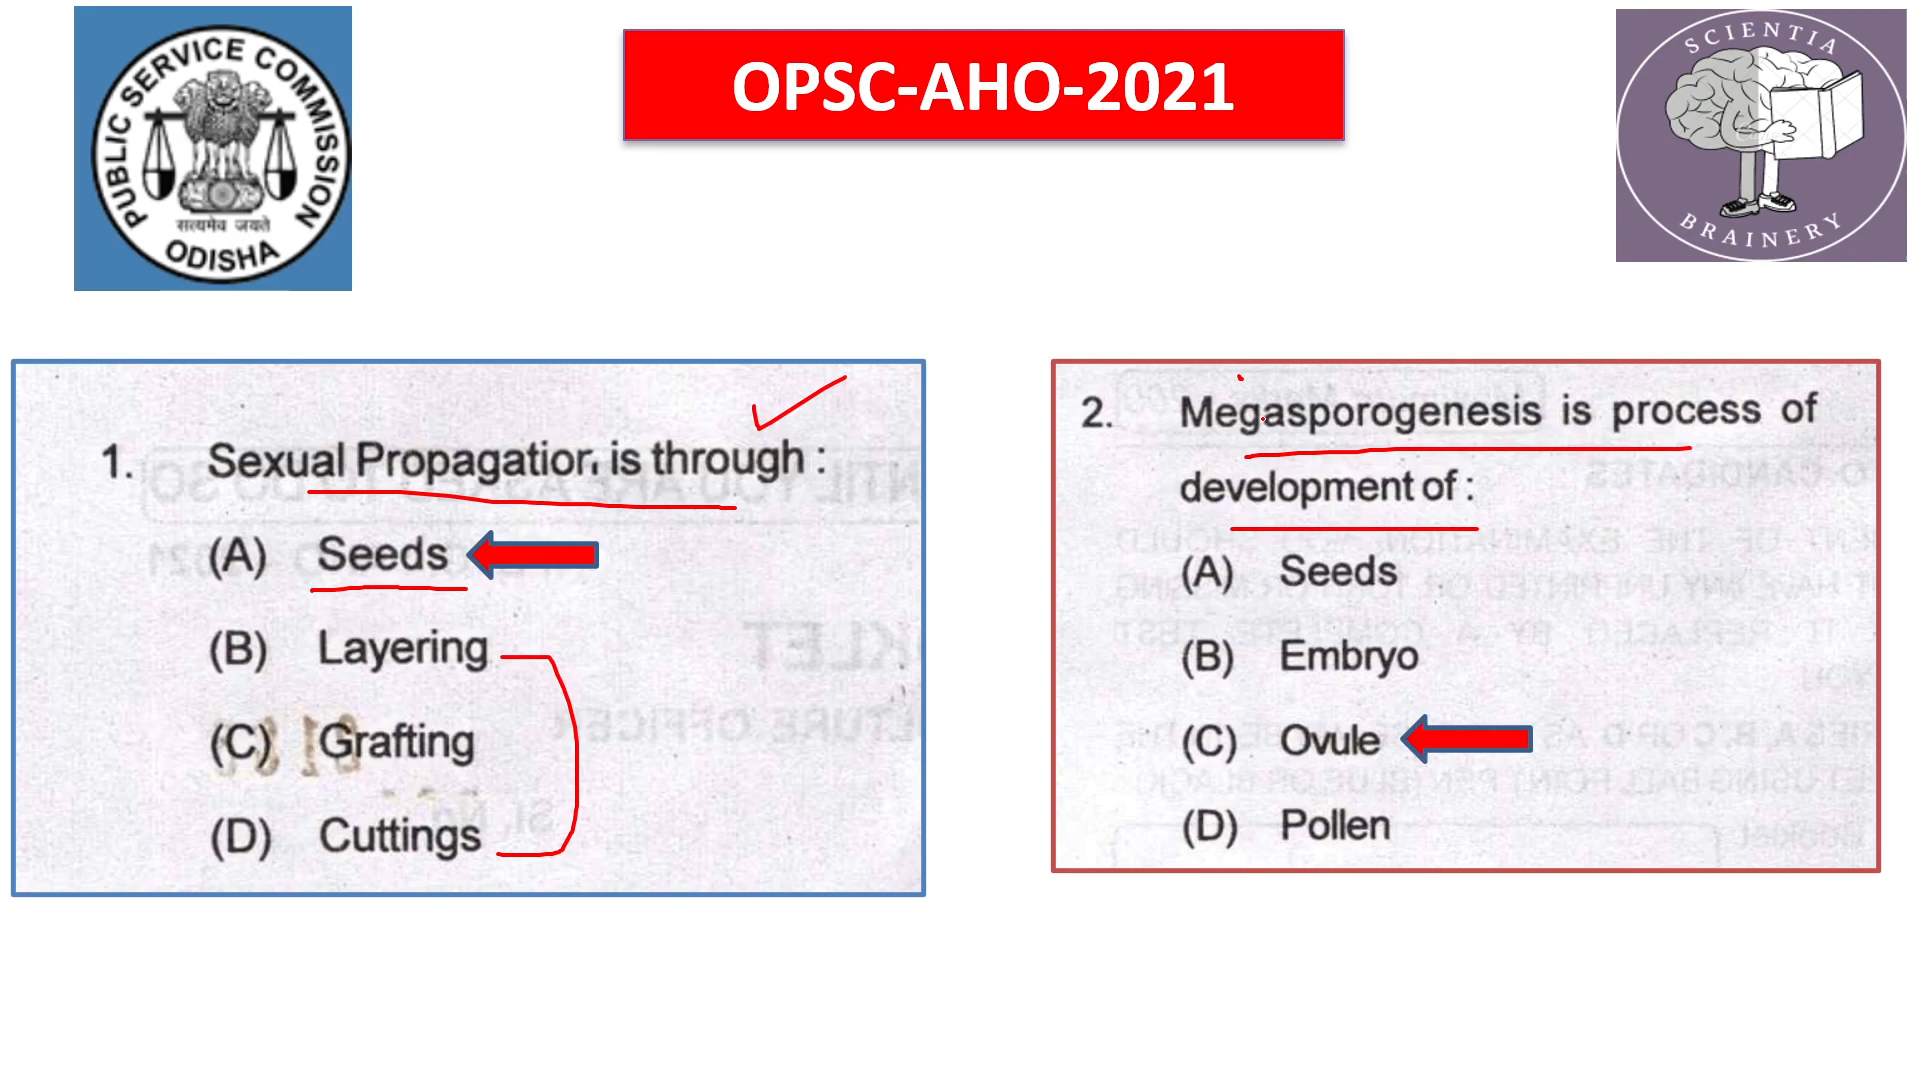 PUBLIC SERVICE COMMISSION
सत्यमेव जयते
ODISHA
OPSC-AHO-2021
SCIENTIA
BRAINERY
1. Sexual Propagation is through :
(A) Seeds
(B) Layering
(C) Grafting
(D) Cuttings
2. Megasporogenesis is process of
development of :
(A) Seeds
(B) Embryo
(C) Ovule
(D) Pollen